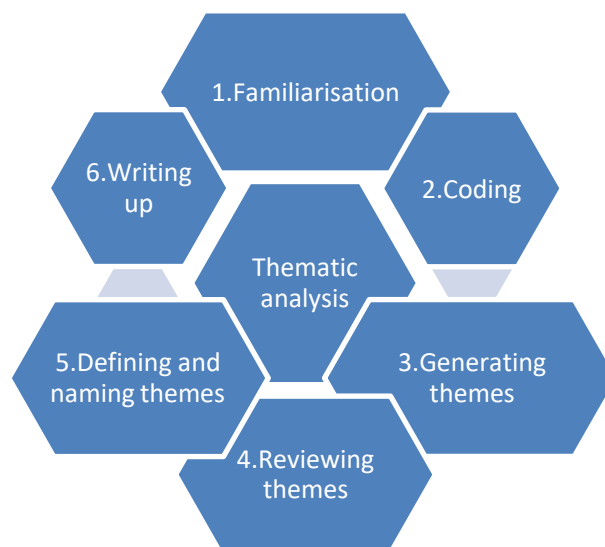 1.Familiarisation
2.Coding
3.Generating
themes
4.Reviewing
themes
5.Defining and
naming themes
6.Writing
up
Thematic
analysis